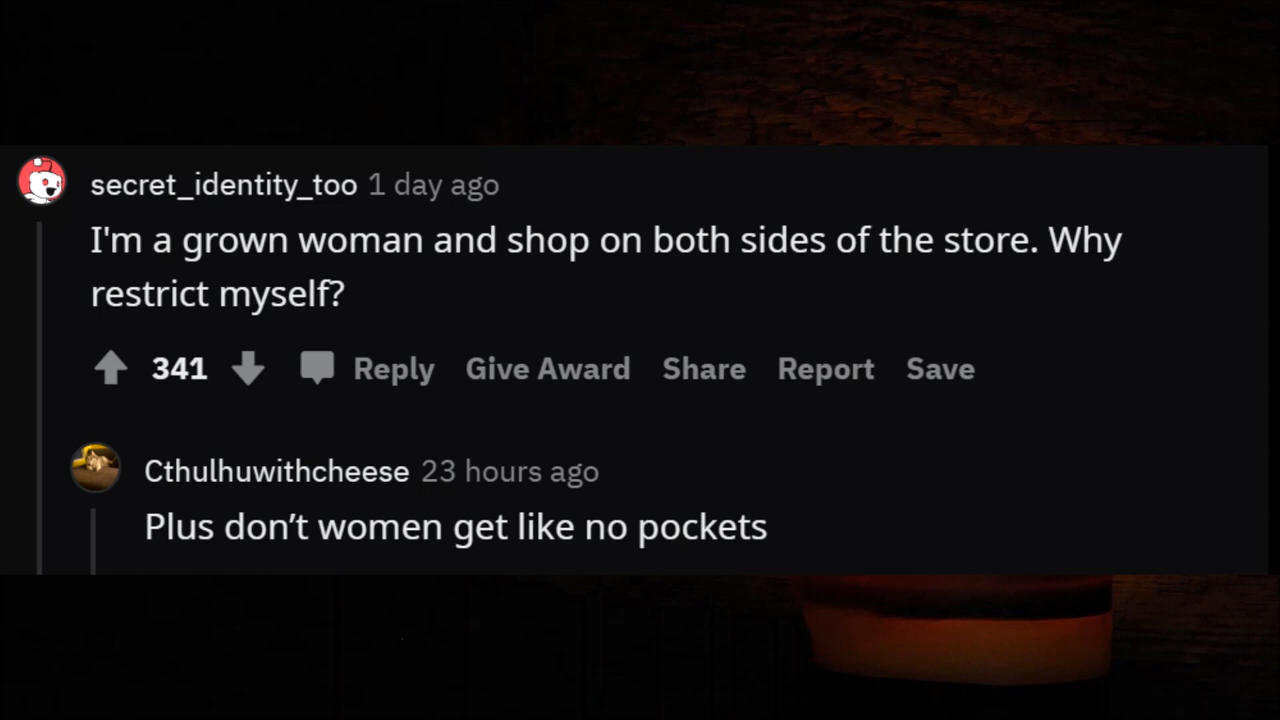 secret_identity_too 1 day ago
I'm a grown woman and shop on both sides of the store. Why
restrict myself?
341 Reply Give Award Share Report Save
Cthulhuwithcheese 23 hours ago
Plus don’t women get like no pockets